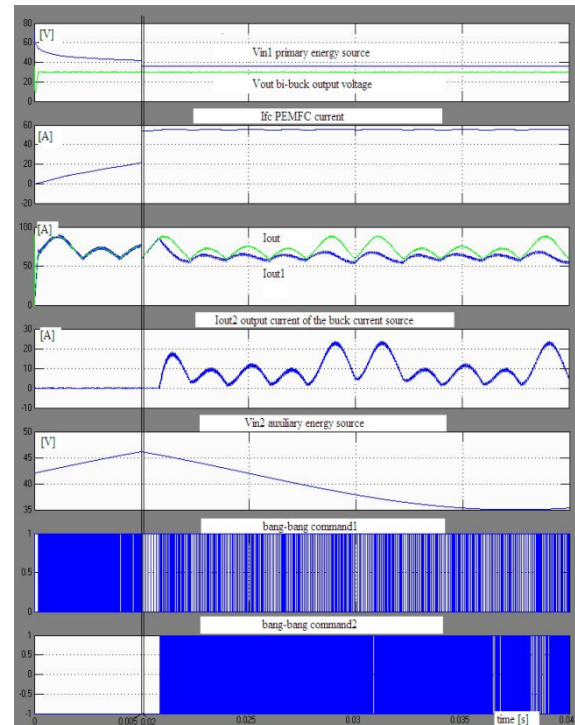 80
60
40
20
0
[V]
Vin1 primary energy source
Vout bi-buck output voltage
Ifc PEMFC current
60
40
20
0
-20
[A]
100
50
0
[A]
Iout
Iout1
Iout2 output current of the buck current source
30
20
10
0
-10
[A]
Vin2 auxiliary energy source
50
45
40
35
[V]
bang-bang command1
1
0.5
0
bang-bang command2
1
0.5
0
-0.5
-1
0
0.005
0.02
0.025
0.03
0.035
0.04
time [s]